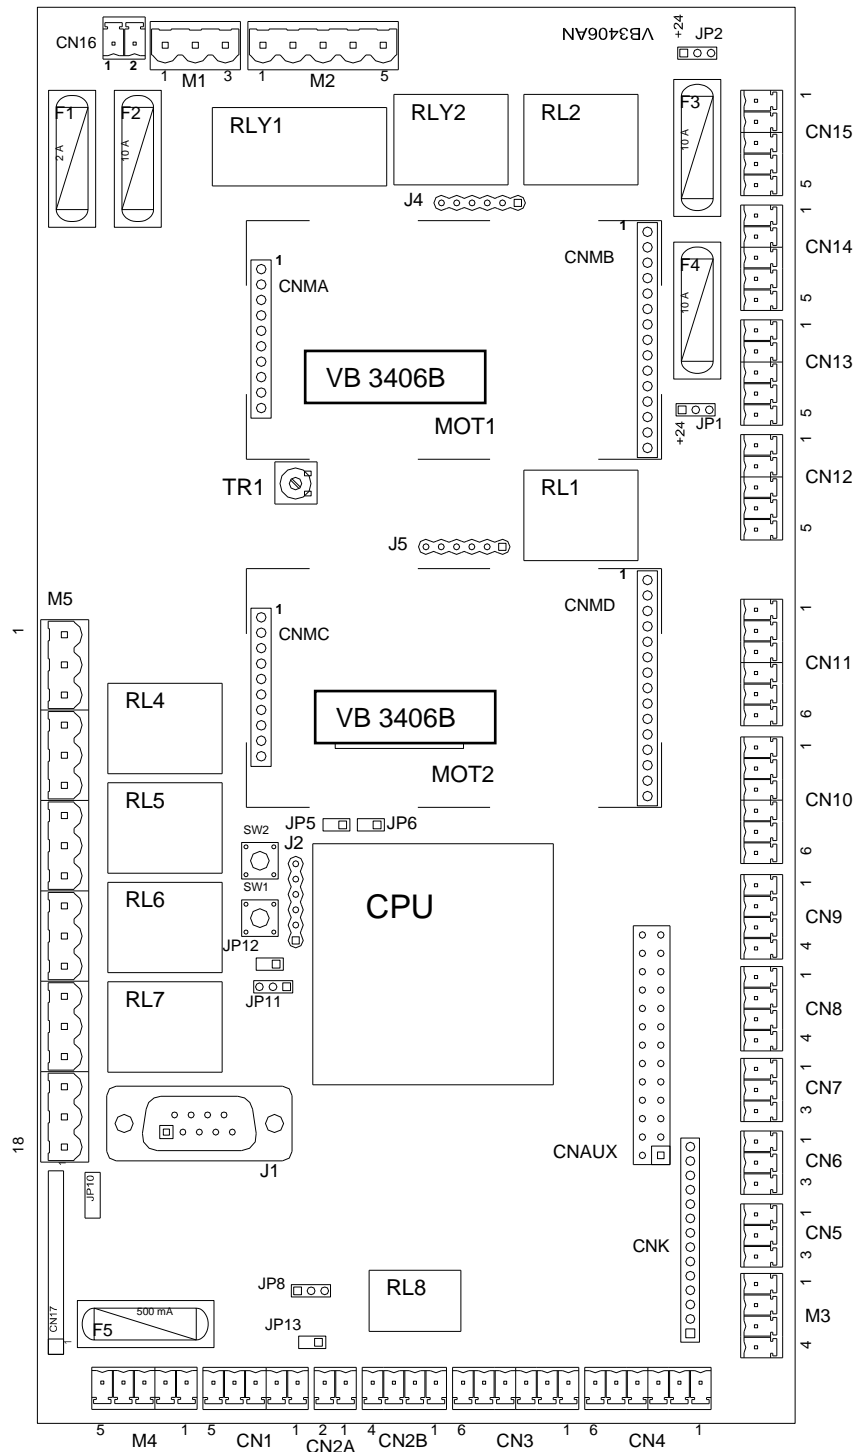 VB3406AN
+24
JP2
CN16
1 2
1 M1 3
1 M2 5
F1
2 A
F2
10 A
RLY1
RLY2
RL2
F3
10 A
1
CN15
5
J4
1
CN14
5
1
CNMA
1
CNMB
F4
10 A
1
CN13
5
VB 3406B
MOT1
+24
JP1
TR1
RL1
1
CN12
5
J5
M5
1
1
CNMC
1
CNMD
1
CN11
6
RL4
VB 3406B
MOT2
1
CN10
6
RL5
JP5
JP6
SW2
J2
RL6
SW1
CPU
1
CN9
4
JP12
RL7
JP11
1
CN8
4
1
CN7
3
18
1
J1
CNAUX
1
CN6
3
JP10
CNK
1
CN5
3
CN17
1
JP8
RL8
500 mA
F5
JP13
1
M3
4
5 M4 1
5 CN1 1
2 1
CN2A
4 CN2B 1
6 CN3 1
6 CN4 1